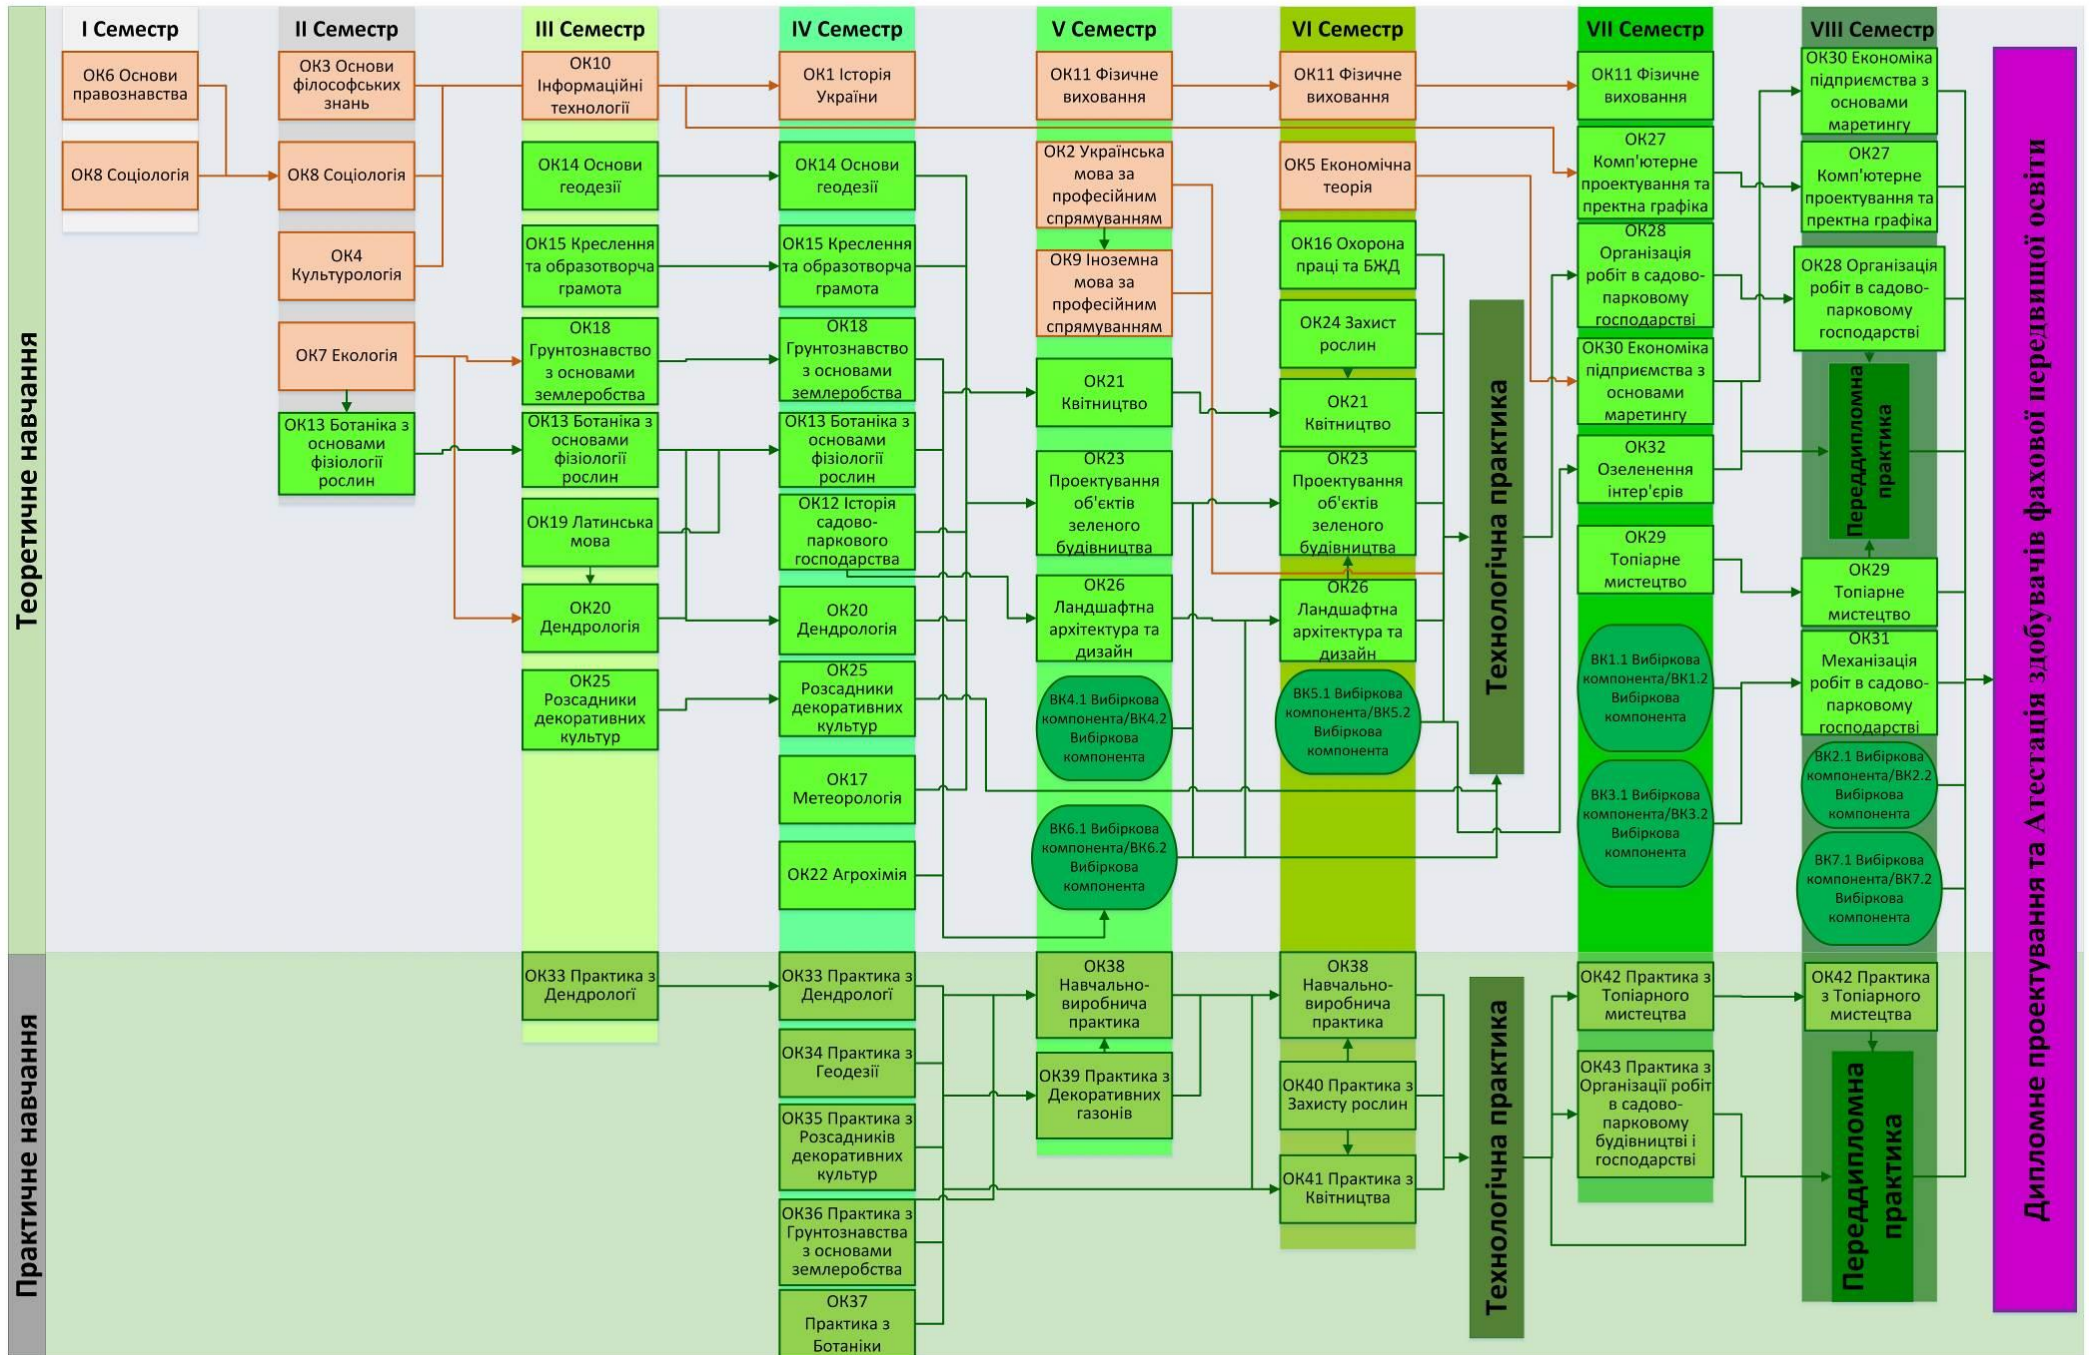 Теоретичне навчання
Практичне навчання
I Семестр
ОК6 Основи
правознавства
ОК8 Соціологія
II Семестр
ОК3 Основи
філософських
знань
ОК8 Соціологія
ОК4
Культурологія
ОК7 Екологія
ОК13 Ботаніка з
основами
фізіології
рослин
III Семестр
ОК10
Інформаційні
технології
ОК14 Основи
геодезії
ОК15 Креслення
та образотворча
грамота
ОК18
Грунтознавство
з основами
землеробства
ОК13 Ботаніка з
основами
фізіології
рослин
ОК19 Латинська
мова
ОК20
Дендрологія
ОК25
Розсадники
декоративних
культур
ОК33 Практика з
Дендрології
IV Семестр
ОК1 Історія
України
ОК14 Основи
геодезії
ОК15 Креслення
та образотворча
грамота
ОК18
Грунтознавство
з основами
землеробства
ОК13 Ботаніка з
основами
фізіології
рослин
ОК12 Історія
садово-
паркового
господарства
ОК20
Дендрологія
ОК25
Розсадники
декоративних
культур
ОК17
Метеорологія
ОК22 Агрохімія
ОК33 Практика з
Дендрології
ОК34 Практика з
Геодезії
ОК35 Практика з
Розсадників
декоративних
культур
ОК36 Практика з
Грунтознавства
з основами
землеробства
ОК37
Практика з
Ботаніки
V Семестр
ОК11 Фізичне
виховання
ОК2 Українська
мова за
професійним
спрямуванням
ОК9 Іноземна
мова за
професійним
спрямуванням
ОК21
Квітництво
ОК23
Проектування
об'єктів
зеленого
будівництва
ОК26
Ландшафтна
архітектура та
дизайн
ВК4.1 Вибіркова
компонента/ВК4.2
Вибіркова
компонента
ВК6.1 Вибіркова
компонента/ВК6.2
Вибіркова
компонента
ОК38
Навчально-
виробнича
практика
ОК39 Практика з
Декоративних
газонів
VI Семестр
ОК11 Фізичне
виховання
ОК5 Економічна
теорія
ОК16 Охорона
праці та БЖД
ОК24 Захист
рослин
ОК21
Квітництво
ОК23
Проектування
об'єктів
зеленого
будівництва
ОК26
Ландшафтна
архітектура та
дизайн
ВК5.1 Вибіркова
компонента/ВК5.2
Вибіркова
компонента
ОК38
Навчально-
виробнича
практика
ОК40 Практика з
Захисту рослин
ОК41 Практика з
Квітництва
Технологічна практика
Технологічна практика
VII Семестр
ОК11 Фізичне
виховання
ОК27
Комп'ютерне
проектування та
пректна графіка
ОК28
Організація
робіт в садово-
парковому
господарстві
ОК30 Економіка
підприємства з
основами
маретингу
ОК32
Озеленення
інтер'єрів
ОК29
Топіарне
мистецтво
ВК1.1 Вибіркова
компонента/ВК1.2
Вибіркова
компонента
ВК3.1 Вибіркова
компонента/ВК3.2
Вибіркова
компонента
ОК42 Практика з
Топіарного
мистецтва
ОК43 Практика з
Організації робіт
в садово-
парковому
будівництві і
господарстві
VIII Семестр
ОК30 Економіка
підприємства з
основами
маретингу
ОК27
Комп'ютерне
проектування та
пректна графіка
ОК28 Організація
робіт в садово-
парковому
господарстві
Переддипломна
практика
ОК29
Топіарне
мистецтво
ОК31
Механізація
робіт в садово-
парковому
господарстві
ВК2.1 Вибіркова
компонента/ВК2.2
Вибіркова
компонента
ВК7.1 Вибіркова
компонента/ВК7.2
Вибіркова
компонента
ОК42 Практика
з Топіарного
мистецтва
Переддипломна
практика
Дипломне проектування та Атестація здобувачів фахової передвищої освіти